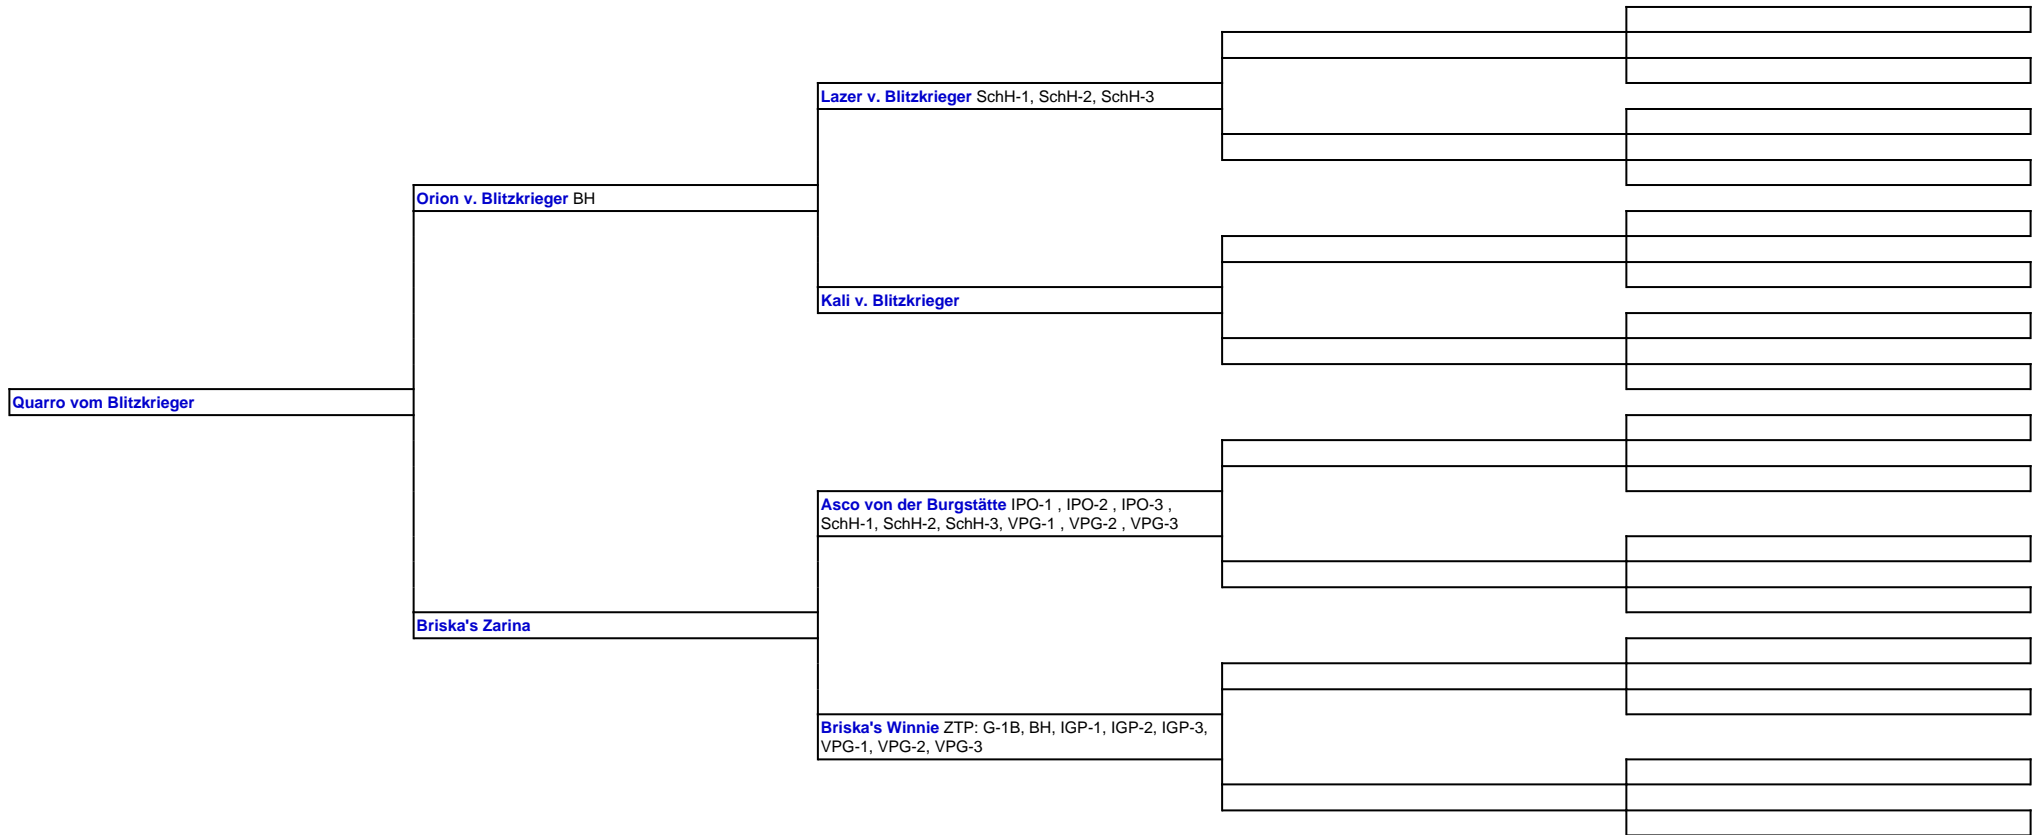 Lazer v. Blitzkrieger SchH-1, SchH-2, SchH-3
Orion v. Blitzkrieger BH
Kali v. Blitzkrieger
Quarro vom Blitzkrieger
Asco von der Burgstätte IPO-1 , IPO-2 , IPO-3 ,
SchH-1, SchH-2, SchH-3, VPG-1 , VPG-2 , VPG-3
Briska's Zarina
Briska's Winnie ZTP: G-1B, BH, IGP-1, IGP-2, IGP-3,
VPG-1, VPG-2, VPG-3